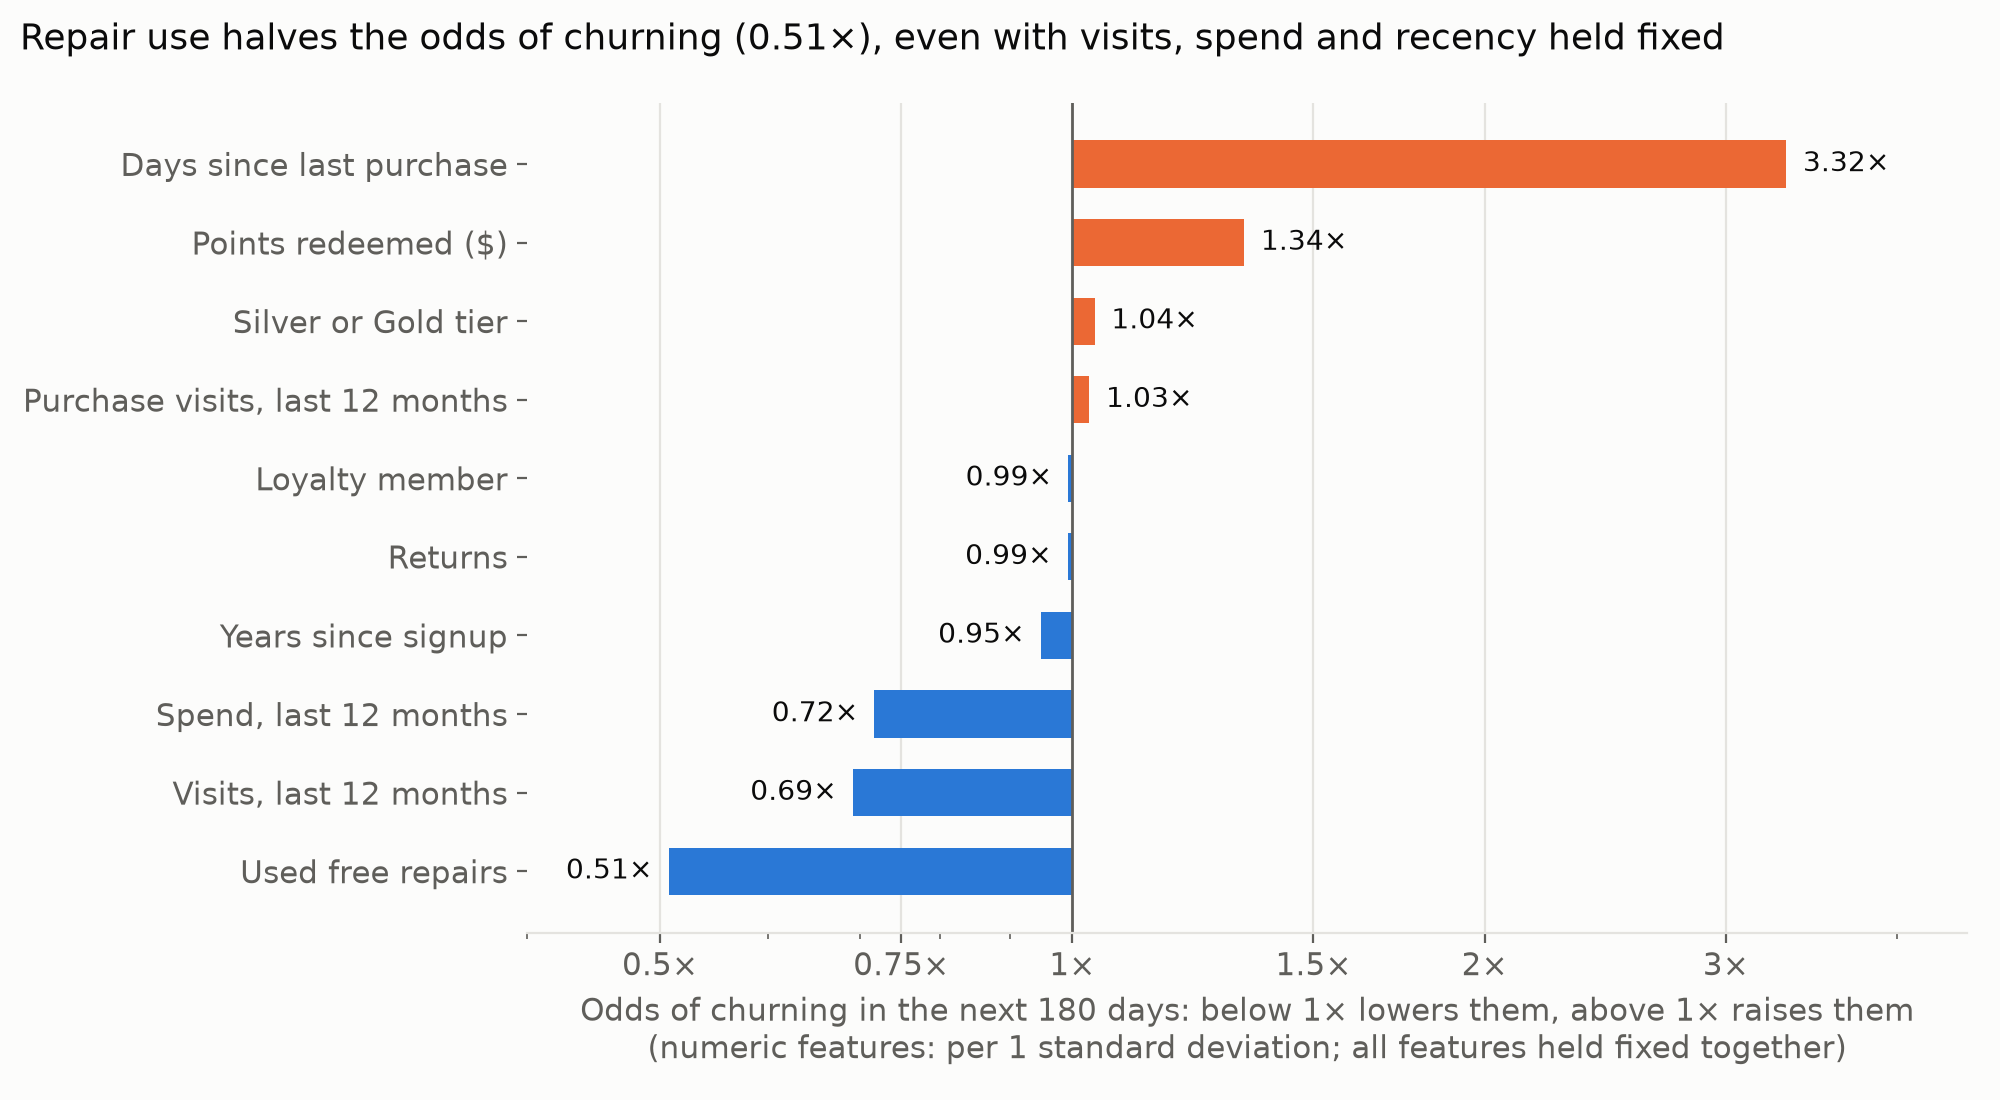 Repair use halves the odds of churning (0.51×), even with visits, spend and recency held fixed
Days since last purchase
3.32×
Points redeemed ($)
1.34×
Silver or Gold tier
1.04×
Purchase visits, last 12 months
1.03×
Loyalty member
0.99×
Returns
0.99×
Years since signup
0.95×
Spend, last 12 months
0.72×
Visits, last 12 months
0.69×
Used free repairs
0.51×
0.5× 0.75× 1× 1.5× 2× 3×
Odds of churning in the next 180 days: below 1× lowers them, above 1× raises them
(numeric features: per 1 standard deviation; all features held fixed together)